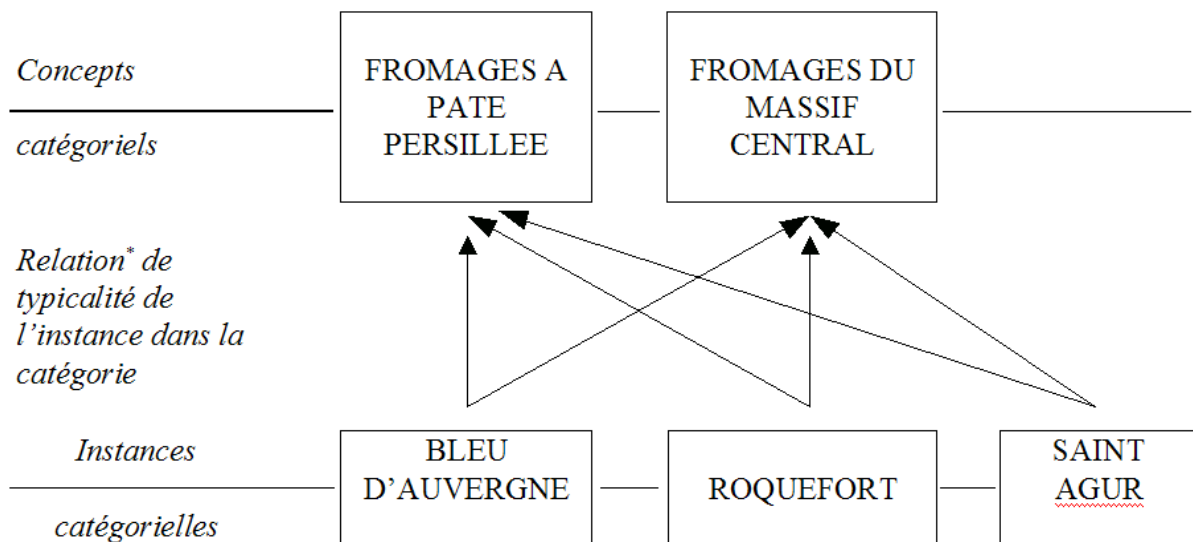 Concepts
catégoriels
FROMAGES A
PATE
PERSILLEE
FROMAGES DU
MASSIF
CENTRAL
Relation* de
typicalité de
l’instance dans la
catégorie
Instances
catégorielles
BLEU
D’AUVERGNE
ROQUEFORT
SAINT
AGUR